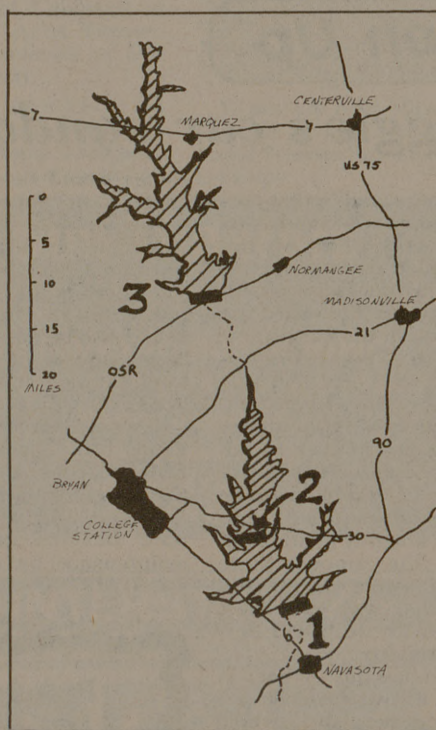 CENTERVILLE
7
MARQUEZ
7
US 75
0
5
10
15
20
MILES
NORMANGEE
3
MADISONVILLE
21
OSR
90
BRYAN
2
COLLEGE
STATION
30
1
NAVASOTA